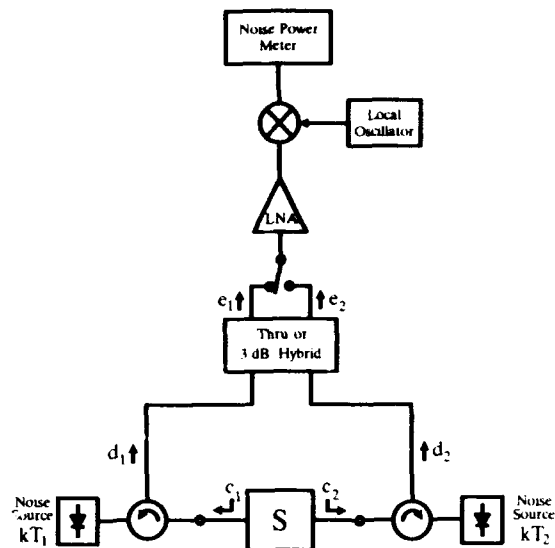 Noise Power
Meter
Local
Oscillator
LNA
e1
e2
Thru or
3 dB Hybrid
d1
d2
Noise
Source
kT1
c1
c2
S
Noise
Source
kT2